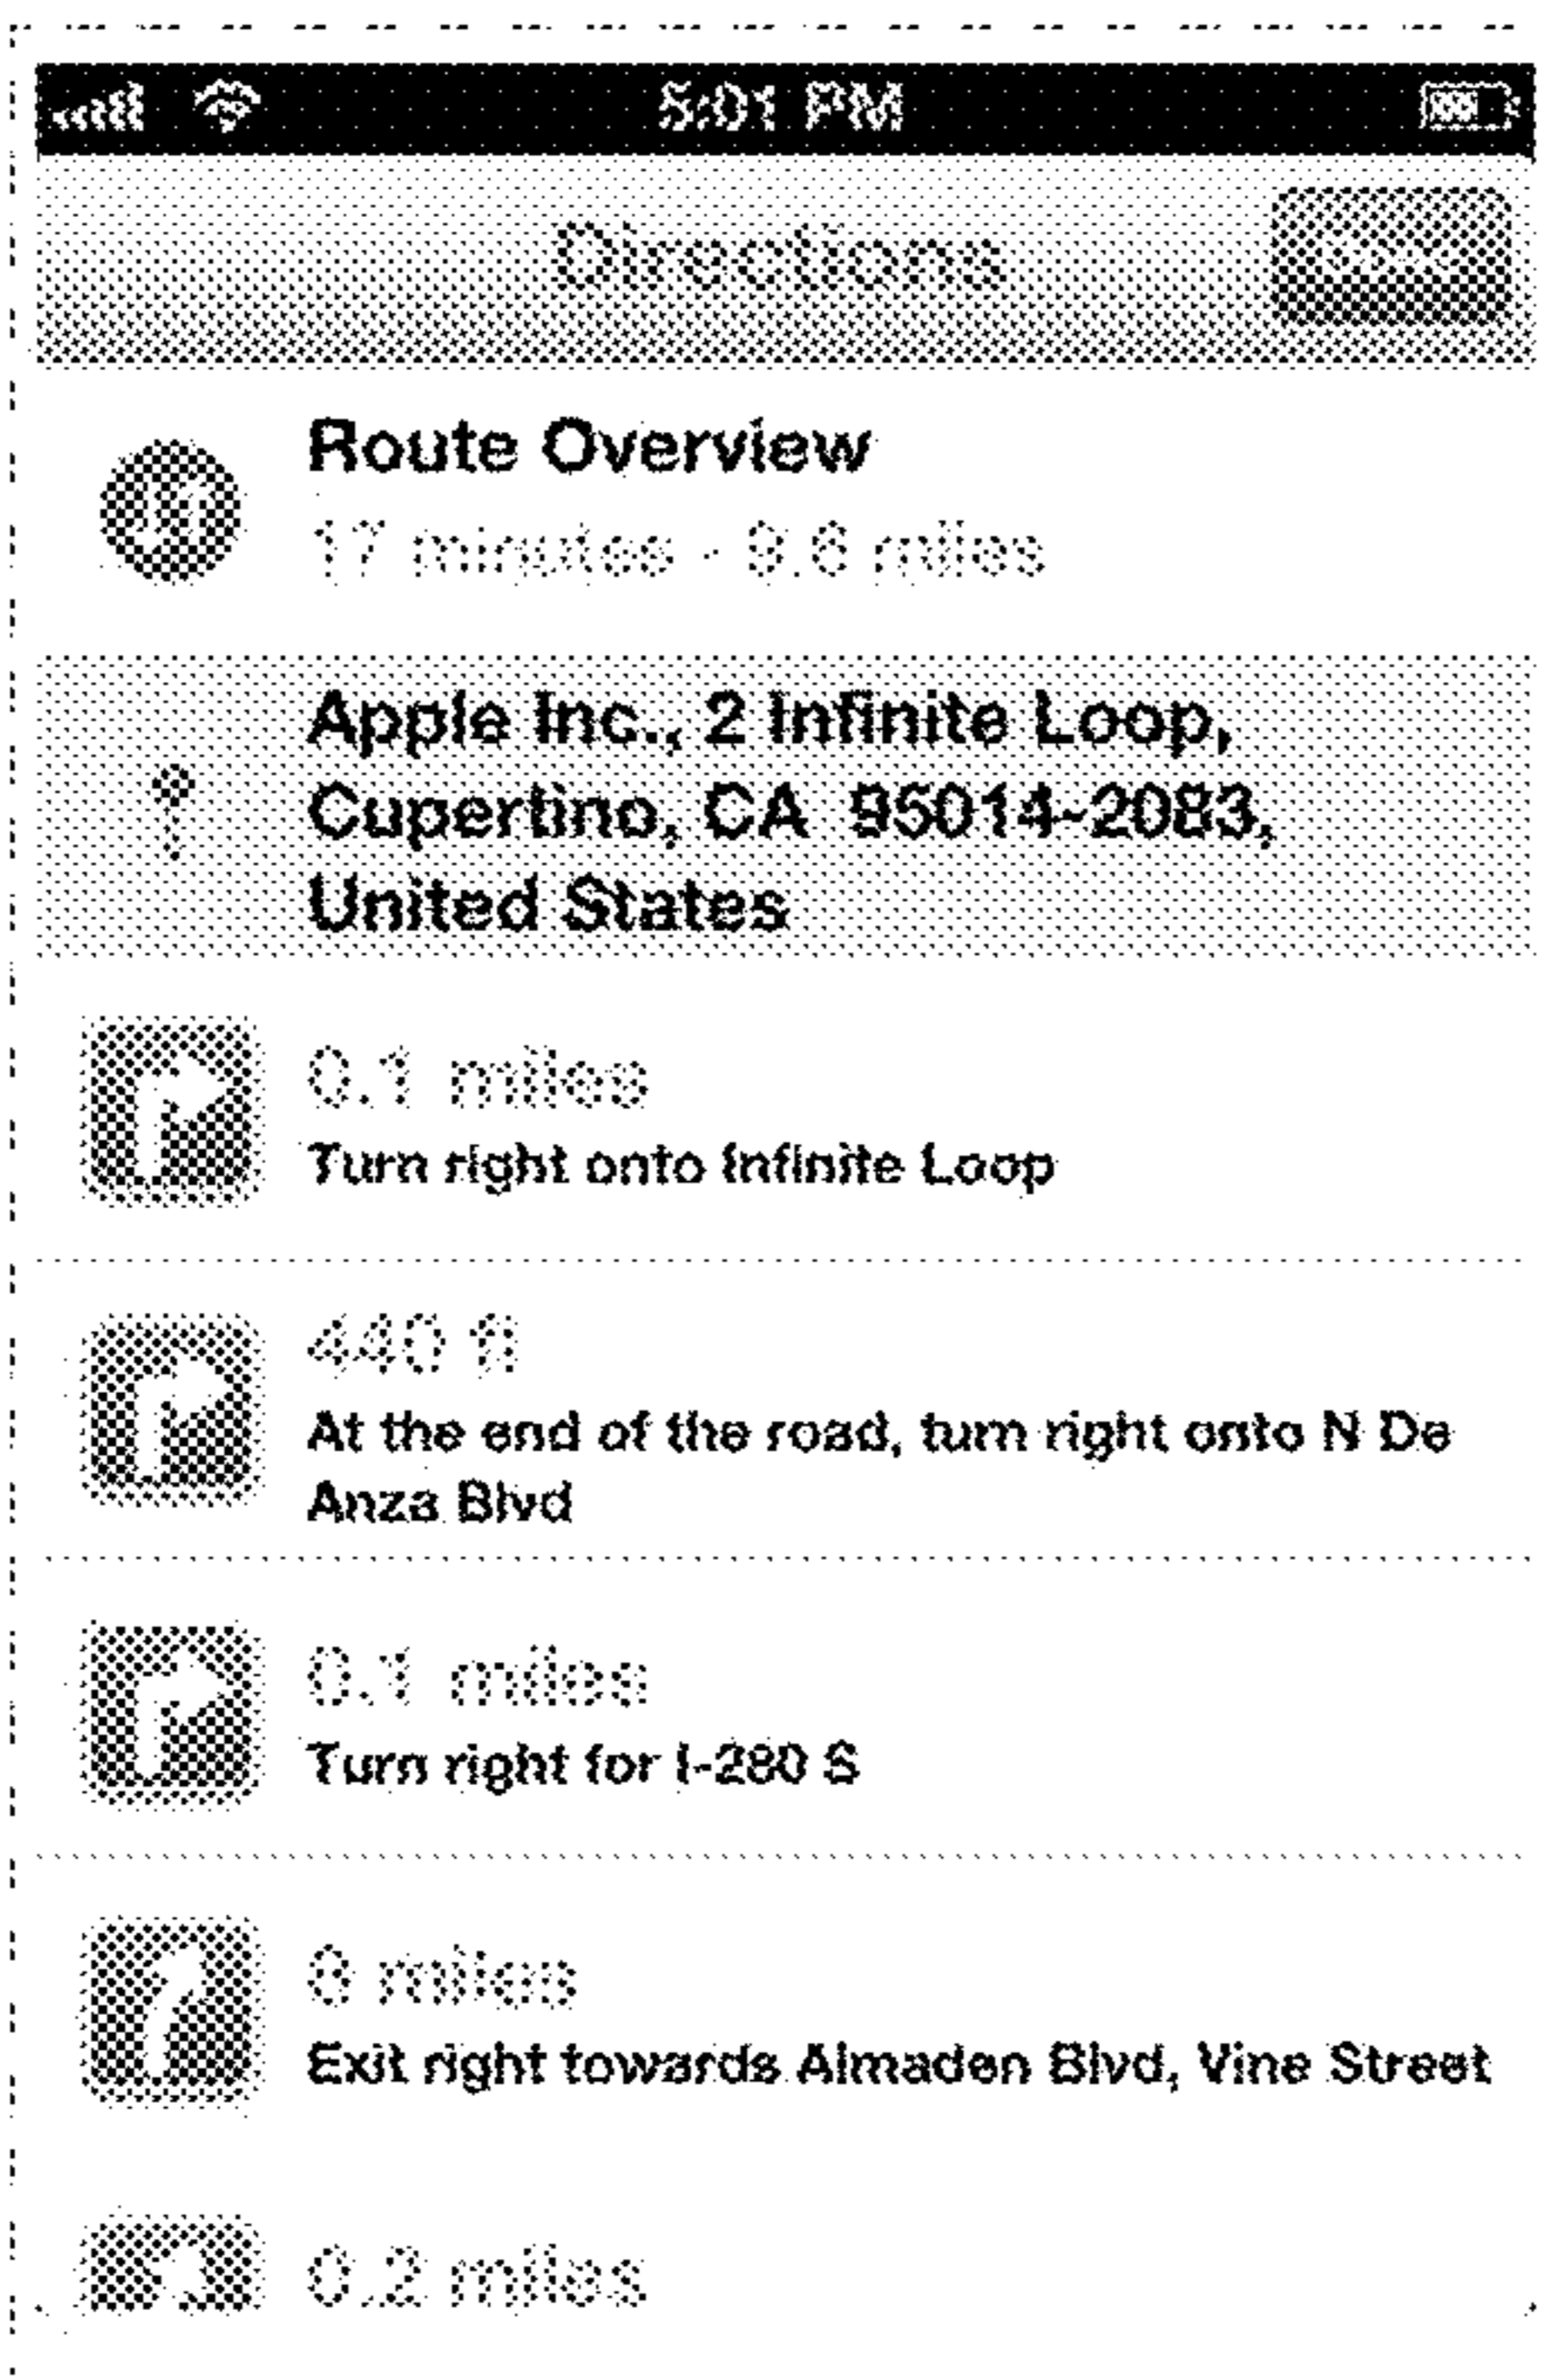 5:01 PM
Directions
Route Overview
17 minutes · 9.6 miles
Apple Inc., 2 Infinite Loop,
Cupertino, CA  95014-2083,
United States
0.1 miles
Turn right onto Infinite Loop
440 ft
At the end of the road, turn right onto N De
Anza Blvd
0.1 miles
Turn right for I-280 S
miles
Exit right towards Almaden Blvd, Vine Street
0.2 miles